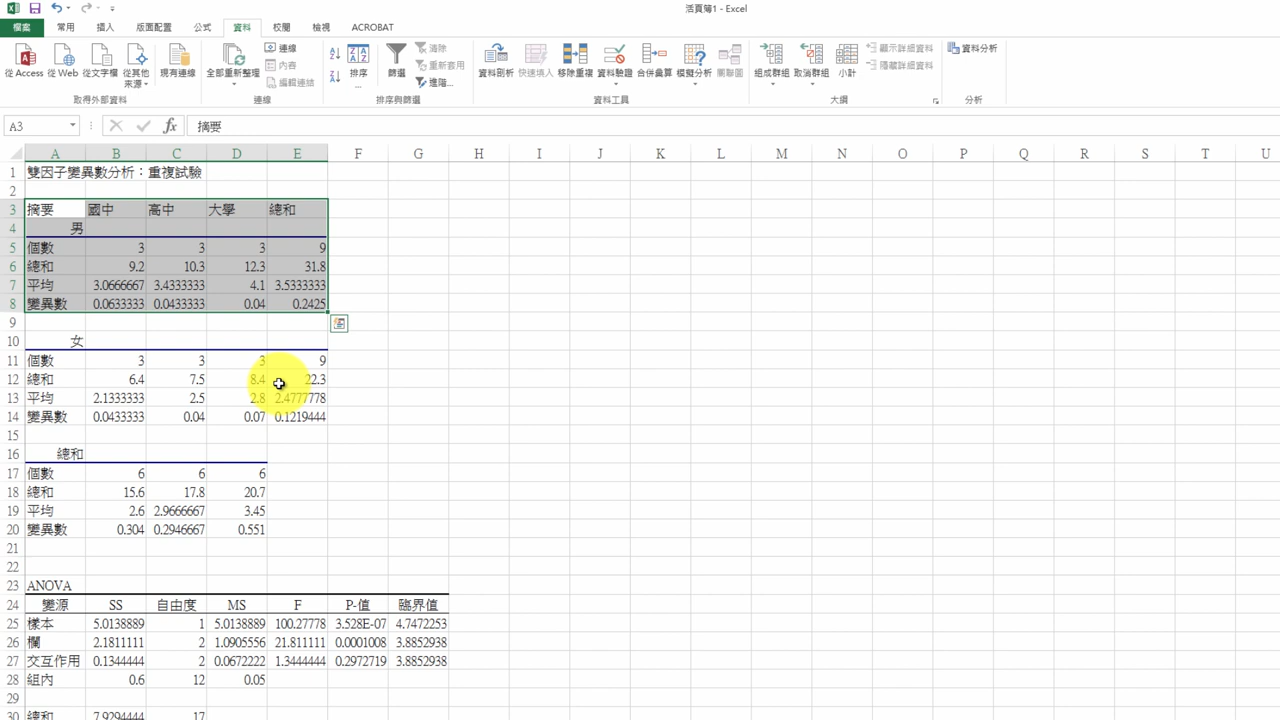 活頁簿1 - Excel
檔案 常用 插入 版面配置 公式 資料 校閱 檢視 ACROBAT
從 Access 從 Web 從文字檔 從其他來源 現有連線 全部重新整理 連線 內容 編輯連結 排序 篩選 清除 重新套用 進階... 資料剖析 快速填入 移除重複 資料驗證 合併彙算 模擬分析 關聯圖 組成群組 取消群組 小計 顯示詳細資料 隱藏詳細資料 資料分析
取得外部資料 連線 排序與篩選 資料工具 大綱 分析
A3 fx 摘要
A B C D E F G H I J K L M N O P Q R S T U
1 雙因子變異數分析：重複試驗
2
3 摘要 國中 高中 大學 總和
4 男
5 個數 3 3 3 9
6 總和 9.2 10.3 12.3 31.8
7 平均 3.0666667 3.4333333 4.1 3.5333333
8 變異數 0.0633333 0.0433333 0.04 0.2425
9
10 女
11 個數 3 3 3 9
12 總和 6.4 7.5 8.4 22.3
13 平均 2.1333333 2.5 2.8 2.4777778
14 變異數 0.0433333 0.04 0.07 0.1219444
15
16 總和
17 個數 6 6 6
18 總和 15.6 17.8 20.7
19 平均 2.6 2.9666667 3.45
20 變異數 0.304 0.2946667 0.551
21
22
23 ANOVA
24 變源 SS 自由度 MS F P-值 臨界值
25 樣本 5.0138889 1 5.0138889 100.27778 3.528E-07 4.7472253
26 欄 2.1811111 2 1.0905556 21.811111 0.0001008 3.8852938
27 交互作用 0.1344444 2 0.0672222 1.3444444 0.2972719 3.8852938
28 組內 0.6 12 0.05
29
30 總和 7.9294444 17